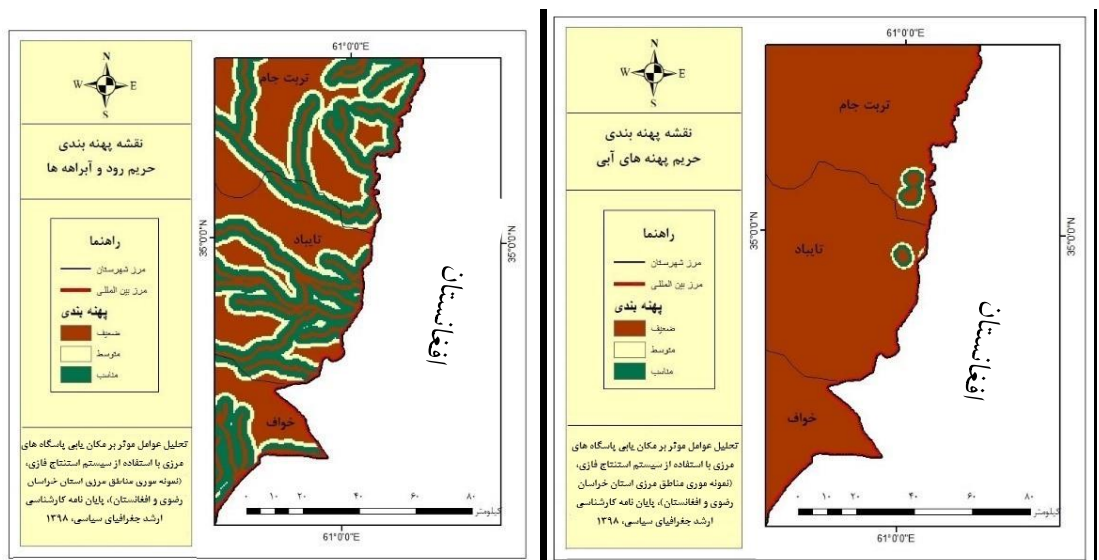 N
W E
S
نقشه پهنه بندی
حریم رود و آبراهه ها
راهنما
مرز شهرستان
مرز بین المللی
پهنه بندی
ضعیف
متوسط
مناسب
تحلیل عوامل موثر بر مکان یابی پاسگاه های
مرزی با استفاده از سیستم استنتاج فازی،
(نمونه موری مناطق مرزی استان خراسان
رضوی و افغانستان)، پایان نامه کارشناسی
ارشد جغرافیای سیاسی، ۱۳۹۸
61°0'0"E
تربت جام
تایباد
خواف
افغانستان
35°0'0"N
35°0'0"N
۰ ۱۰ ۲۰ ۴۰ ۶۰ ۸۰
کیلومتر
61°0'0"E
N
W E
S
نقشه پهنه بندی
حریم پهنه های آبی
راهنما
مرز شهرستان
مرز بین المللی
پهنه بندی
ضعیف
متوسط
مناسب
تحلیل عوامل موثر بر مکان یابی پاسگاه های
مرزی با استفاده از سیستم استنتاج فازی،
(نمونه موری مناطق مرزی استان خراسان
رضوی و افغانستان)، پایان نامه کارشناسی
ارشد جغرافیای سیاسی، ۱۳۹۸
61°0'0"E
تربت جام
تایباد
خواف
افغانستان
35°0'0"N
35°0'0"N
۰ ۱۰ ۲۰ ۴۰ ۶۰ ۸۰
کیلومتر
61°0'0"E